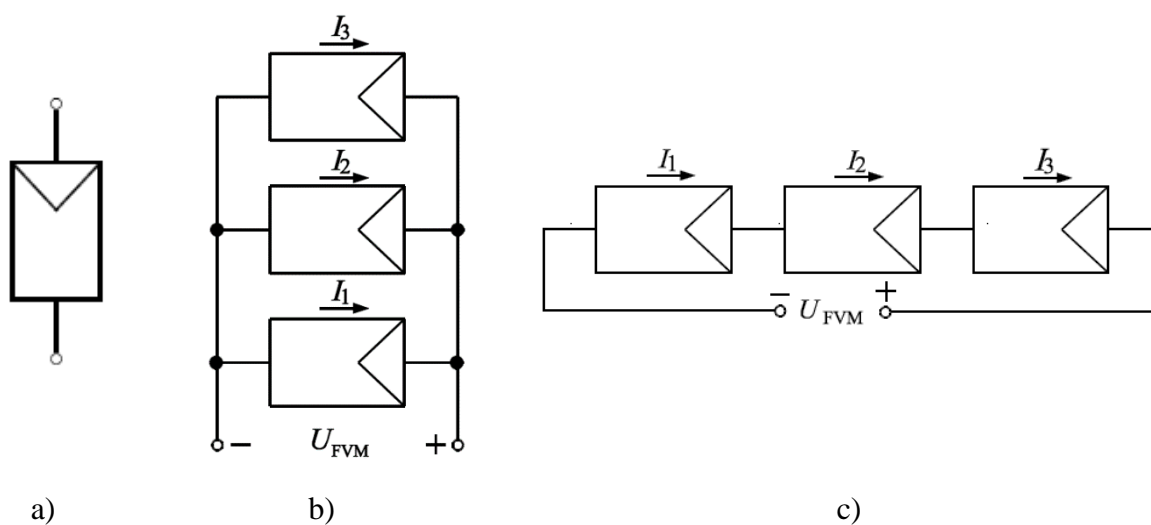 I3
I2
I1
− UFVM +
I1 I2 I3
− UFVM +
a) b) c)